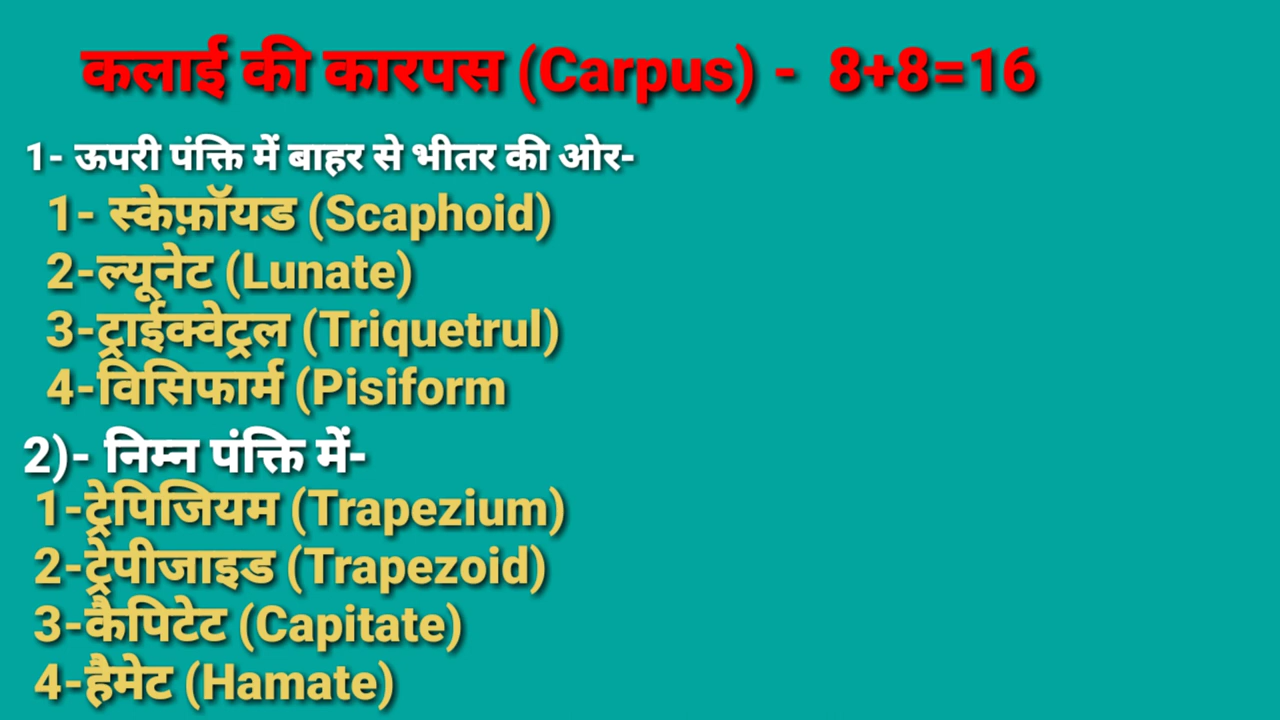 कलाई की कारपस (Carpus) - 8+8=16
1- ऊपरी पंक्ति में बाहर से भीतर की ओर-
1- स्केफ़ॉयड (Scaphoid)
2-ल्यूनेट (Lunate)
3-ट्राईक्वेट्रल (Triquetrul)
4-विसिफार्म (Pisiform
2)- निम्न पंक्ति में-
1-ट्रेपिजियम (Trapezium)
2-ट्रेपीजाइड (Trapezoid)
3-कैपिटेट (Capitate)
4-हैमेट (Hamate)